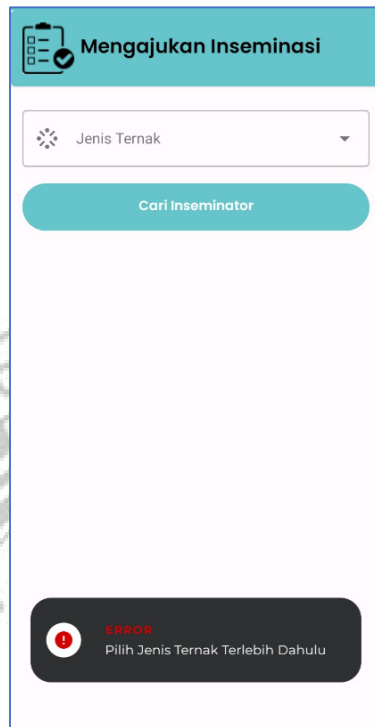 Mengajukan Inseminasi
Jenis Ternak
Cari Inseminator
ERROR
Pilih Jenis Ternak Terlebih Dahulu